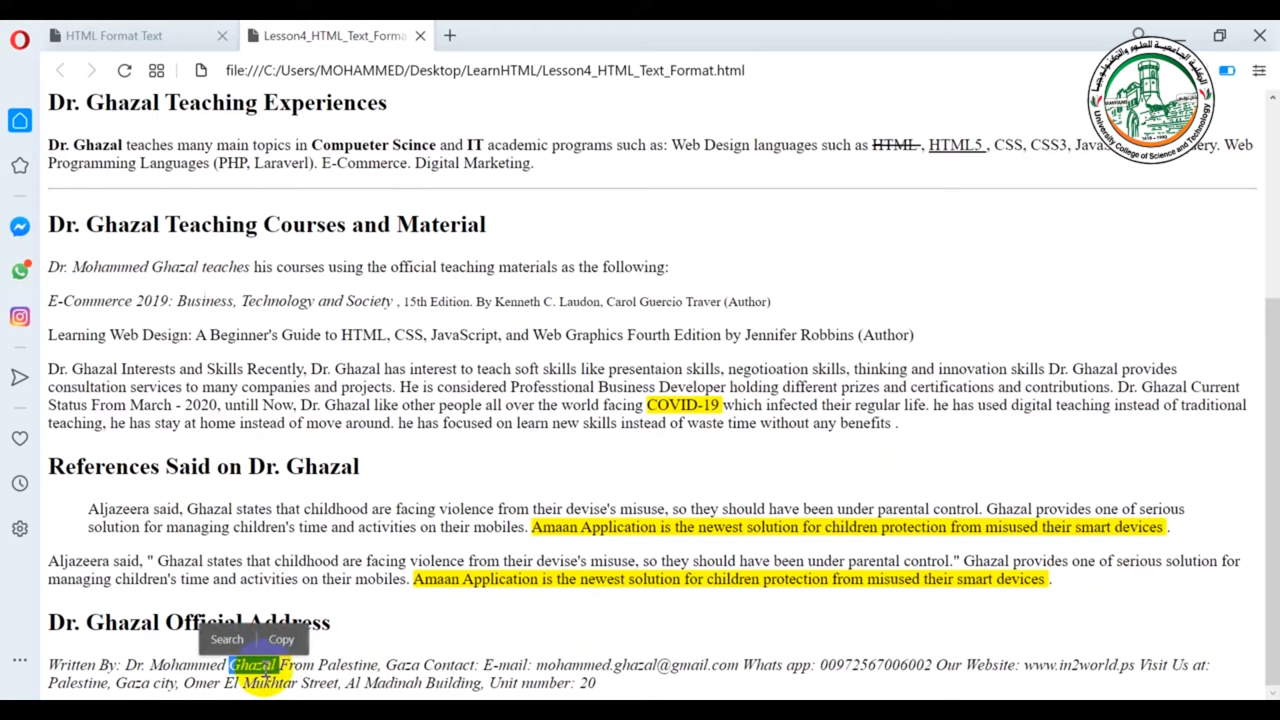 HTML Format Text
Lesson4_HTML_Text_Forma
file:///C:/Users/MOHAMMED/Desktop/LearnHTML/Lesson4_HTML_Text_Format.html
الكلية الجامعية للعلوم والتكنولوجيا
University College of Science and Technology
Dr. Ghazal Teaching Experiences
Dr. Ghazal teaches many main topics in Compueter Scince and IT academic programs such as: Web Design languages such as HTML , HTML5 , CSS, CSS3, Java ery. Web
Programming Languages (PHP, Laraverl). E-Commerce. Digital Marketing.
Dr. Ghazal Teaching Courses and Material
Dr. Mohammed Ghazal teaches his courses using the official teaching materials as the following:
E-Commerce 2019: Business, Technology and Society , 15th Edition. By Kenneth C. Laudon, Carol Guercio Traver (Author)
Learning Web Design: A Beginner's Guide to HTML, CSS, JavaScript, and Web Graphics Fourth Edition by Jennifer Robbins (Author)
Dr. Ghazal Interests and Skills Recently, Dr. Ghazal has interest to teach soft skills like presentaion skills, negotioation skills, thinking and innovation skills Dr. Ghazal provides
consultation services to many companies and projects. He is considered Professtional Business Developer holding different prizes and certifications and contributions. Dr. Ghazal Current
Status From March - 2020, untill Now, Dr. Ghazal like other people all over the world facing COVID-19 which infected their regular life. he has used digital teaching instead of traditional
teaching, he has stay at home instead of move around. he has focused on learn new skills instead of waste time without any benefits .
References Said on Dr. Ghazal
Aljazeera said, Ghazal states that childhood are facing violence from their devise's misuse, so they should have been under parental control. Ghazal provides one of serious
solution for managing children's time and activities on their mobiles. Amaan Application is the newest solution for children protection from misused their smart devices .
Aljazeera said, " Ghazal states that childhood are facing violence from their devise's misuse, so they should have been under parental control." Ghazal provides one of serious solution for
managing children's time and activities on their mobiles. Amaan Application is the newest solution for children protection from misused their smart devices .
Dr. Ghazal Official Address
Search Copy
Written By: Dr. Mohammed Ghazal From Palestine, Gaza Contact: E-mail: mohammed.ghazal@gmail.com Whats app: 00972567006002 Our Website: www.in2world.ps Visit Us at:
Palestine, Gaza city, Omer El Mukhtar Street, Al Madinah Building, Unit number: 20